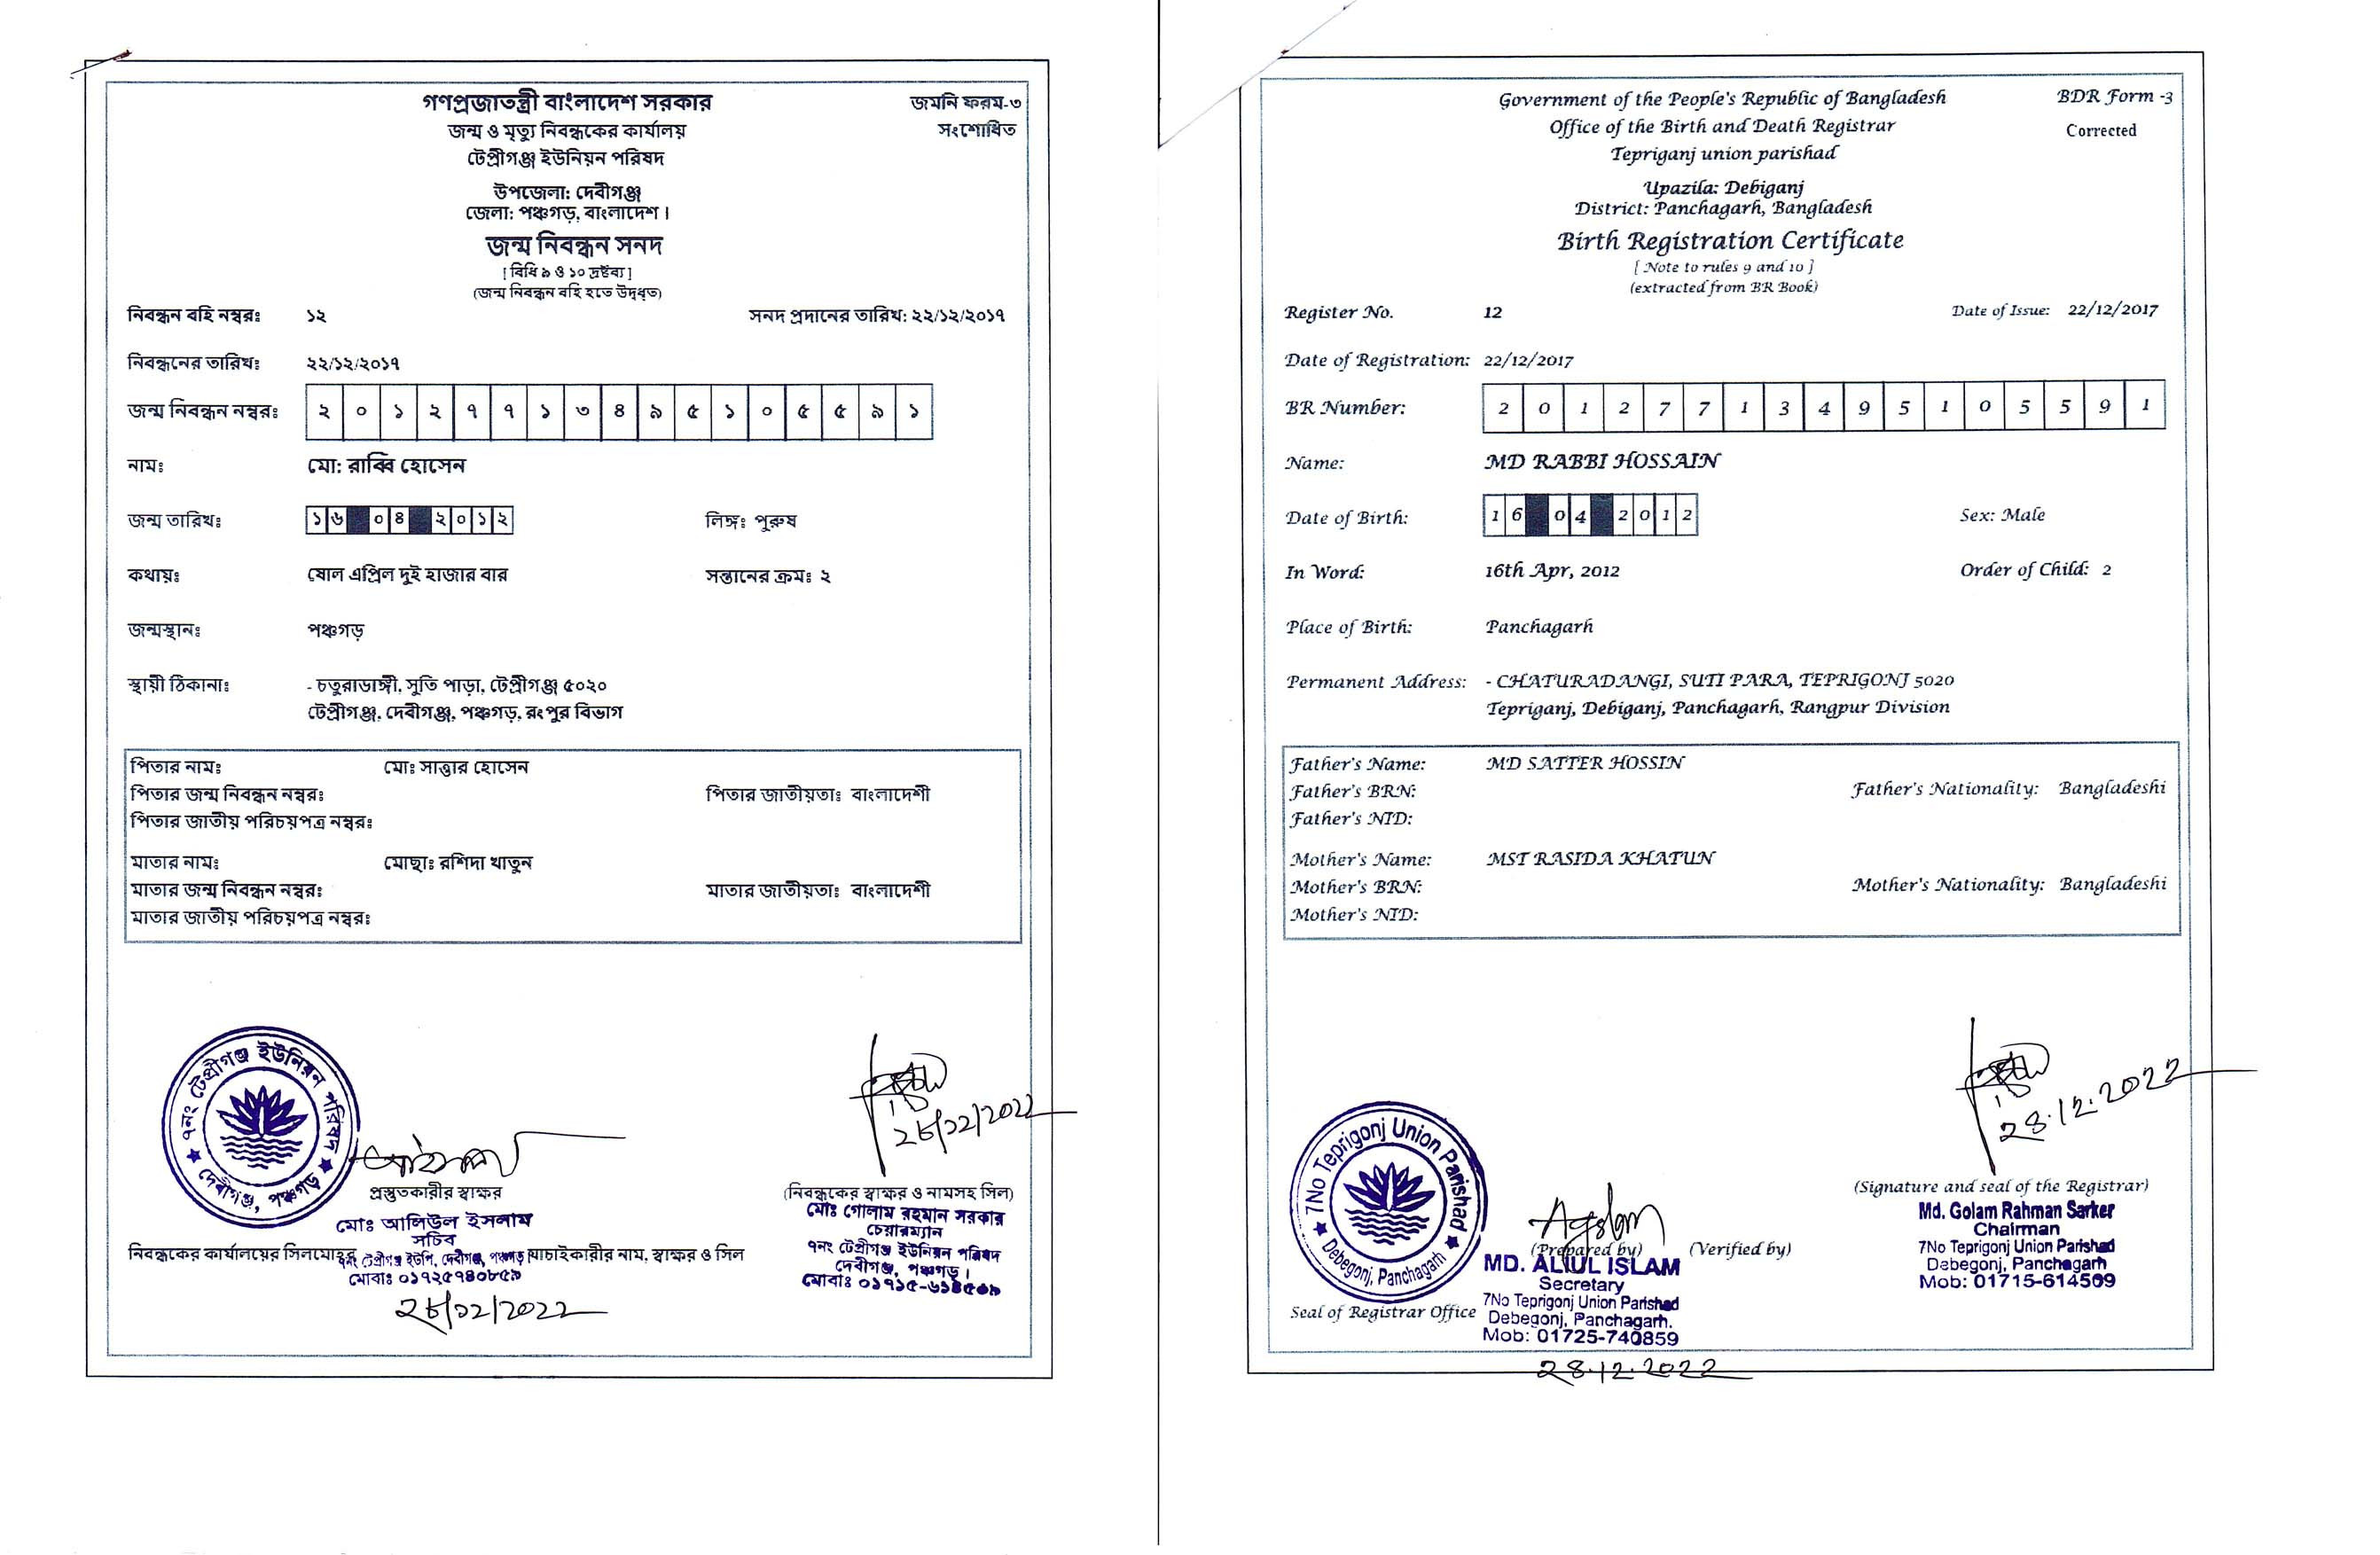 গণপ্রজাতন্ত্রী বাংলাদেশ সরকার
জমনি ফরম-৩
জন্ম ও মৃত্যু নিবন্ধকের কার্যালয়
সংশোধিত
টেপ্রীগঞ্জ ইউনিয়ন পরিষদ
উপজেলা: দেবীগঞ্জ
জেলা: পঞ্চগড়, বাংলাদেশ।
জন্ম নিবন্ধন সনদ
[ বিধি ৯ ও ১০ দ্রষ্টব্য ]
(জন্ম নিবন্ধন বহি হতে উদ্ধৃত)
নিবন্ধন বহি নম্বরঃ ১২ সনদ প্রদানের তারিখ: ২২/১২/২০১৭
নিবন্ধনের তারিখঃ ২২/১২/২০১৭
জন্ম নিবন্ধন নম্বরঃ ২ ০ ১ ২ ৭ ৭ ১ ৩ ৪ ৯ ৫ ১ ০ ৫ ৫ ৯ ১
নামঃ মো: রাব্বি হোসেন
জন্ম তারিখঃ ১৬ ০৪ ২০১২ লিঙ্গঃ পুরুষ
কথায়ঃ ষোল এপ্রিল দুই হাজার বার সন্তানের ক্রমঃ ২
জন্মস্থানঃ পঞ্চগড়
স্থায়ী ঠিকানাঃ - চতুরাডাঙ্গী, সুতি পাড়া, টেপ্রীগঞ্জ ৫০২০
টেপ্রীগঞ্জ, দেবীগঞ্জ, পঞ্চগড়, রংপুর বিভাগ
পিতার নামঃ মোঃ সাত্তার হোসেন
পিতার জন্ম নিবন্ধন নম্বরঃ পিতার জাতীয়তাঃ বাংলাদেশী
পিতার জাতীয় পরিচয়পত্র নম্বরঃ
মাতার নামঃ মোছাঃ রশিদা খাতুন
মাতার জন্ম নিবন্ধন নম্বরঃ মাতার জাতীয়তাঃ বাংলাদেশী
মাতার জাতীয় পরিচয়পত্র নম্বরঃ
৭নং টেপ্রীগঞ্জ ইউনিয়ন পরিষদ
দেবীগঞ্জ, পঞ্চগড়
২৮/১২/২০২২
প্রস্তুতকারীর স্বাক্ষর
মোঃ আলিউল ইসলাম
সচিব
৭নং টেপ্রীগঞ্জ ইউপি, দেবীগঞ্জ, পঞ্চগড়
মোবাঃ ০১৭২৫৭৪০৮৫৯
২৮/১২/২০২২
নিবন্ধকের কার্যালয়ের সিলমোহর
যাচাইকারীর নাম, স্বাক্ষর ও সিল
(নিবন্ধকের স্বাক্ষর ও নামসহ সিল)
মোঃ গোলাম রহমান সরকার
চেয়ারম্যান
৭নং টেপ্রীগঞ্জ ইউনিয়ন পরিষদ
দেবীগঞ্জ, পঞ্চগড়।
মোবাঃ ০১৭১৫-৬১৪৫০৯
Government of the People's Republic of Bangladesh
BDR Form -3
Office of the Birth and Death Registrar
Corrected
Tepriganj union parishad
Upazila: Debiganj
District: Panchagarh, Bangladesh
Birth Registration Certificate
[ Note to rules 9 and 10 ]
(extracted from BR Book)
Register No. 12 Date of Issue: 22/12/2017
Date of Registration: 22/12/2017
BR Number: 2 0 1 2 7 7 1 3 4 9 5 1 0 5 5 9 1
Name: MD RABBI HOSSAIN
Date of Birth: 16 04 2012 Sex: Male
In Word: 16th Apr, 2012 Order of Child: 2
Place of Birth: Panchagarh
Permanent Address: - CHATURADANGI, SUTI PARA, TEPRIGONJ 5020
Tepriganj, Debiganj, Panchagarh, Rangpur Division
Father's Name: MD SATTER HOSSIN
Father's BRN: Father's Nationality: Bangladeshi
Father's NID:
Mother's Name: MST RASIDA KHATUN
Mother's BRN: Mother's Nationality: Bangladeshi
Mother's NID:
28.12.2022
7No Teprigonj Union Parishad
Debegonj, Panchagarh
Seal of Registrar Office
(Prepared by) (Verified by)
MD. ALIUL ISLAM
Secretary
7No Teprigonj Union Parishad
Debegonj, Panchagarh.
Mob: 01725-740859
28.12.2022
(Signature and seal of the Registrar)
Md. Golam Rahman Sarker
Chairman
7No Teprigonj Union Parishad
Debegonj, Panchagarh
Mob: 01715-614509